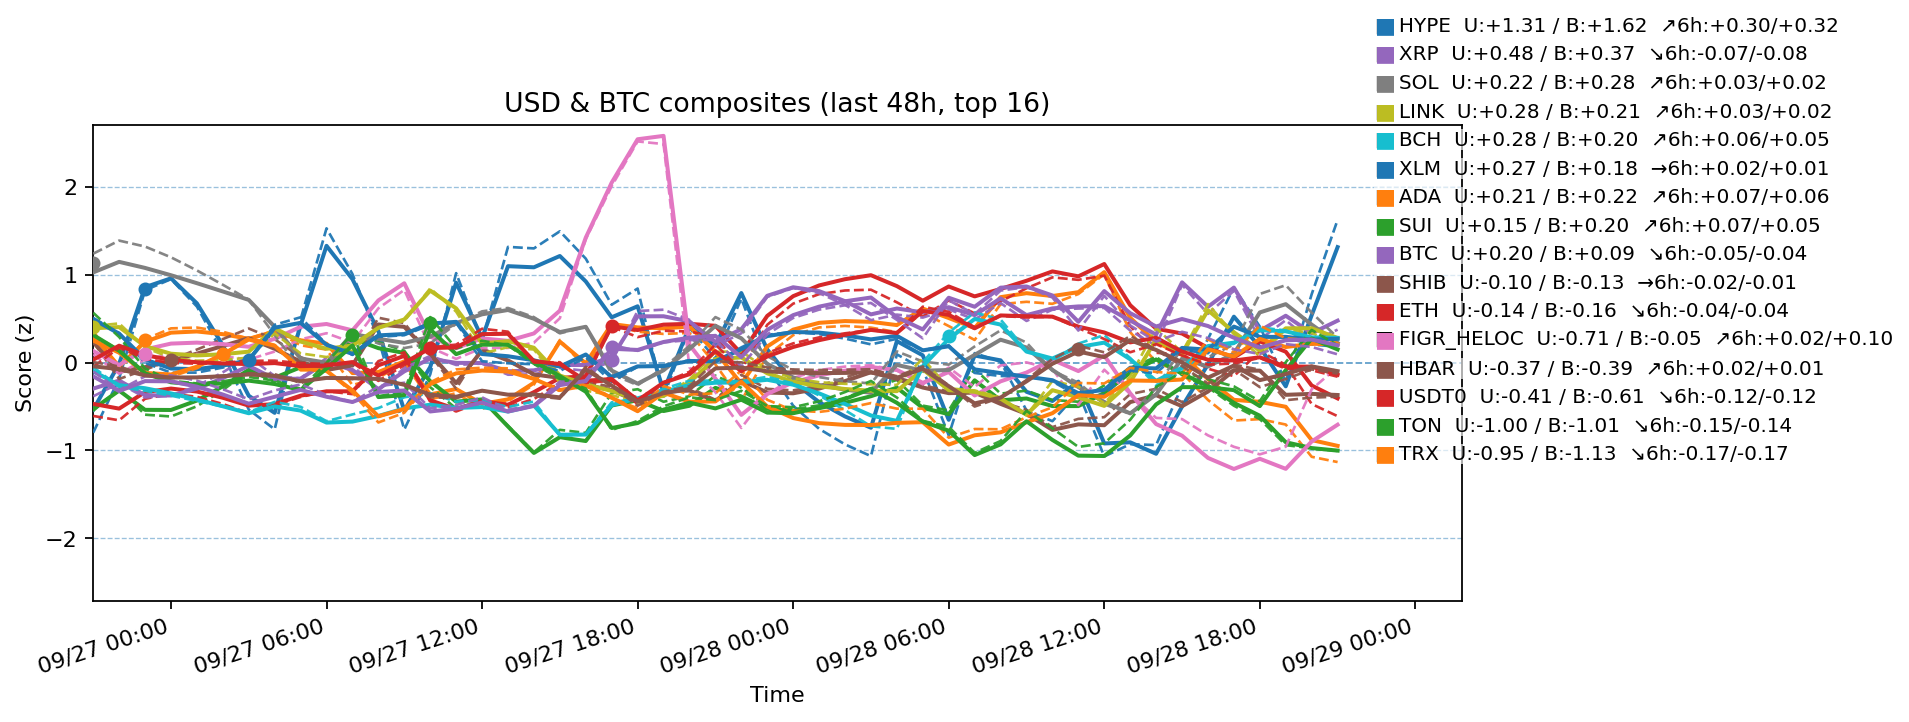 USD & BTC composites (last 48h, top 16)
HYPE U:+1.31 / B:+1.62 ↗6h:+0.30/+0.32
XRP U:+0.48 / B:+0.37 ↘6h:-0.07/-0.08
SOL U:+0.22 / B:+0.28 ↗6h:+0.03/+0.02
LINK U:+0.28 / B:+0.21 ↗6h:+0.03/+0.02
BCH U:+0.28 / B:+0.20 ↗6h:+0.06/+0.05
XLM U:+0.27 / B:+0.18 →6h:+0.02/+0.01
ADA U:+0.21 / B:+0.22 ↗6h:+0.07/+0.06
SUI U:+0.15 / B:+0.20 ↗6h:+0.07/+0.05
BTC U:+0.20 / B:+0.09 ↘6h:-0.05/-0.04
SHIB U:-0.10 / B:-0.13 →6h:-0.02/-0.01
ETH U:-0.14 / B:-0.16 ↘6h:-0.04/-0.04
FIGR_HELOC U:-0.71 / B:-0.05 ↗6h:+0.02/+0.10
HBAR U:-0.37 / B:-0.39 ↗6h:+0.02/+0.01
USDT0 U:-0.41 / B:-0.61 ↘6h:-0.12/-0.12
TON U:-1.00 / B:-1.01 ↘6h:-0.15/-0.14
TRX U:-0.95 / B:-1.13 ↘6h:-0.17/-0.17
Score (z)
2
1
0
−1
−2
09/27 00:00
09/27 06:00
09/27 12:00
09/27 18:00
09/28 00:00
09/28 06:00
09/28 12:00
09/28 18:00
09/29 00:00
Time